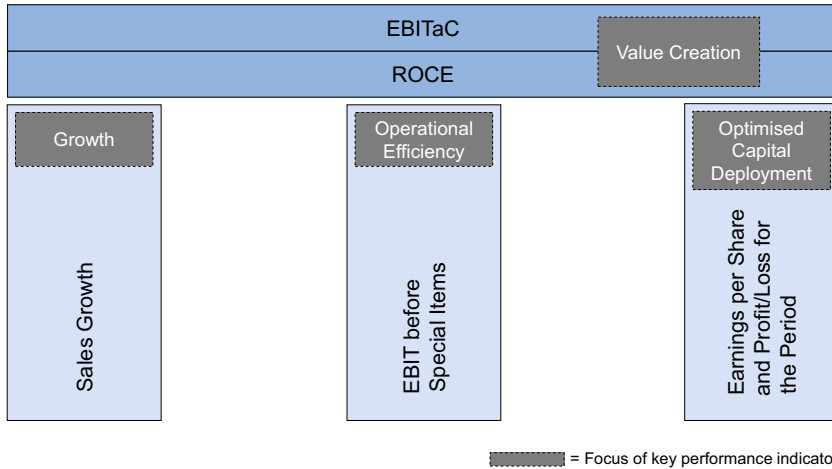 EBITaC
Value Creation
ROCE
Growth
Operational
Efficiency
Optimised
Capital
Deployment
Sales Growth
EBIT before
Special Items
Earnings per Share
and Profit/Loss for
the Period
= Focus of key performance indicato